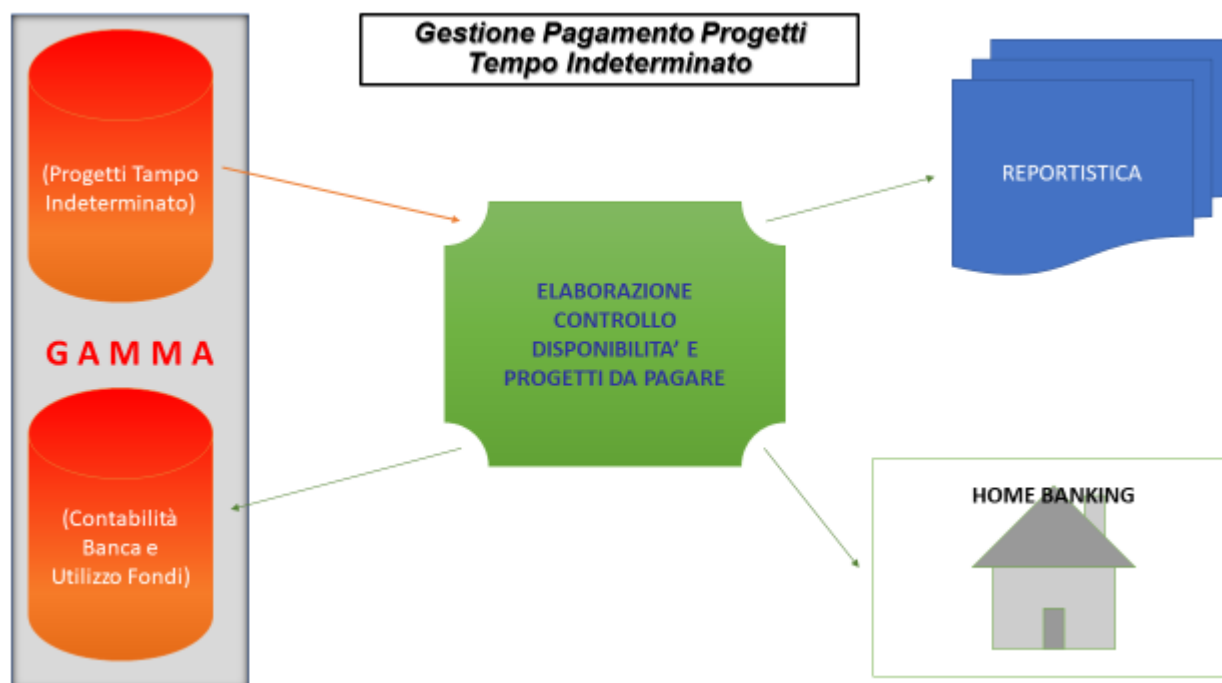 Gestione Pagamento Progetti
Tempo Indeterminato
(Progetti Tampo
Indeterminato)
REPORTISTICA
ELABORAZIONE
CONTROLLO
DISPONIBILITA’ E
PROGETTI DA PAGARE
G A M M A
(Contabilità
Banca e
Utilizzo Fondi)
HOME BANKING